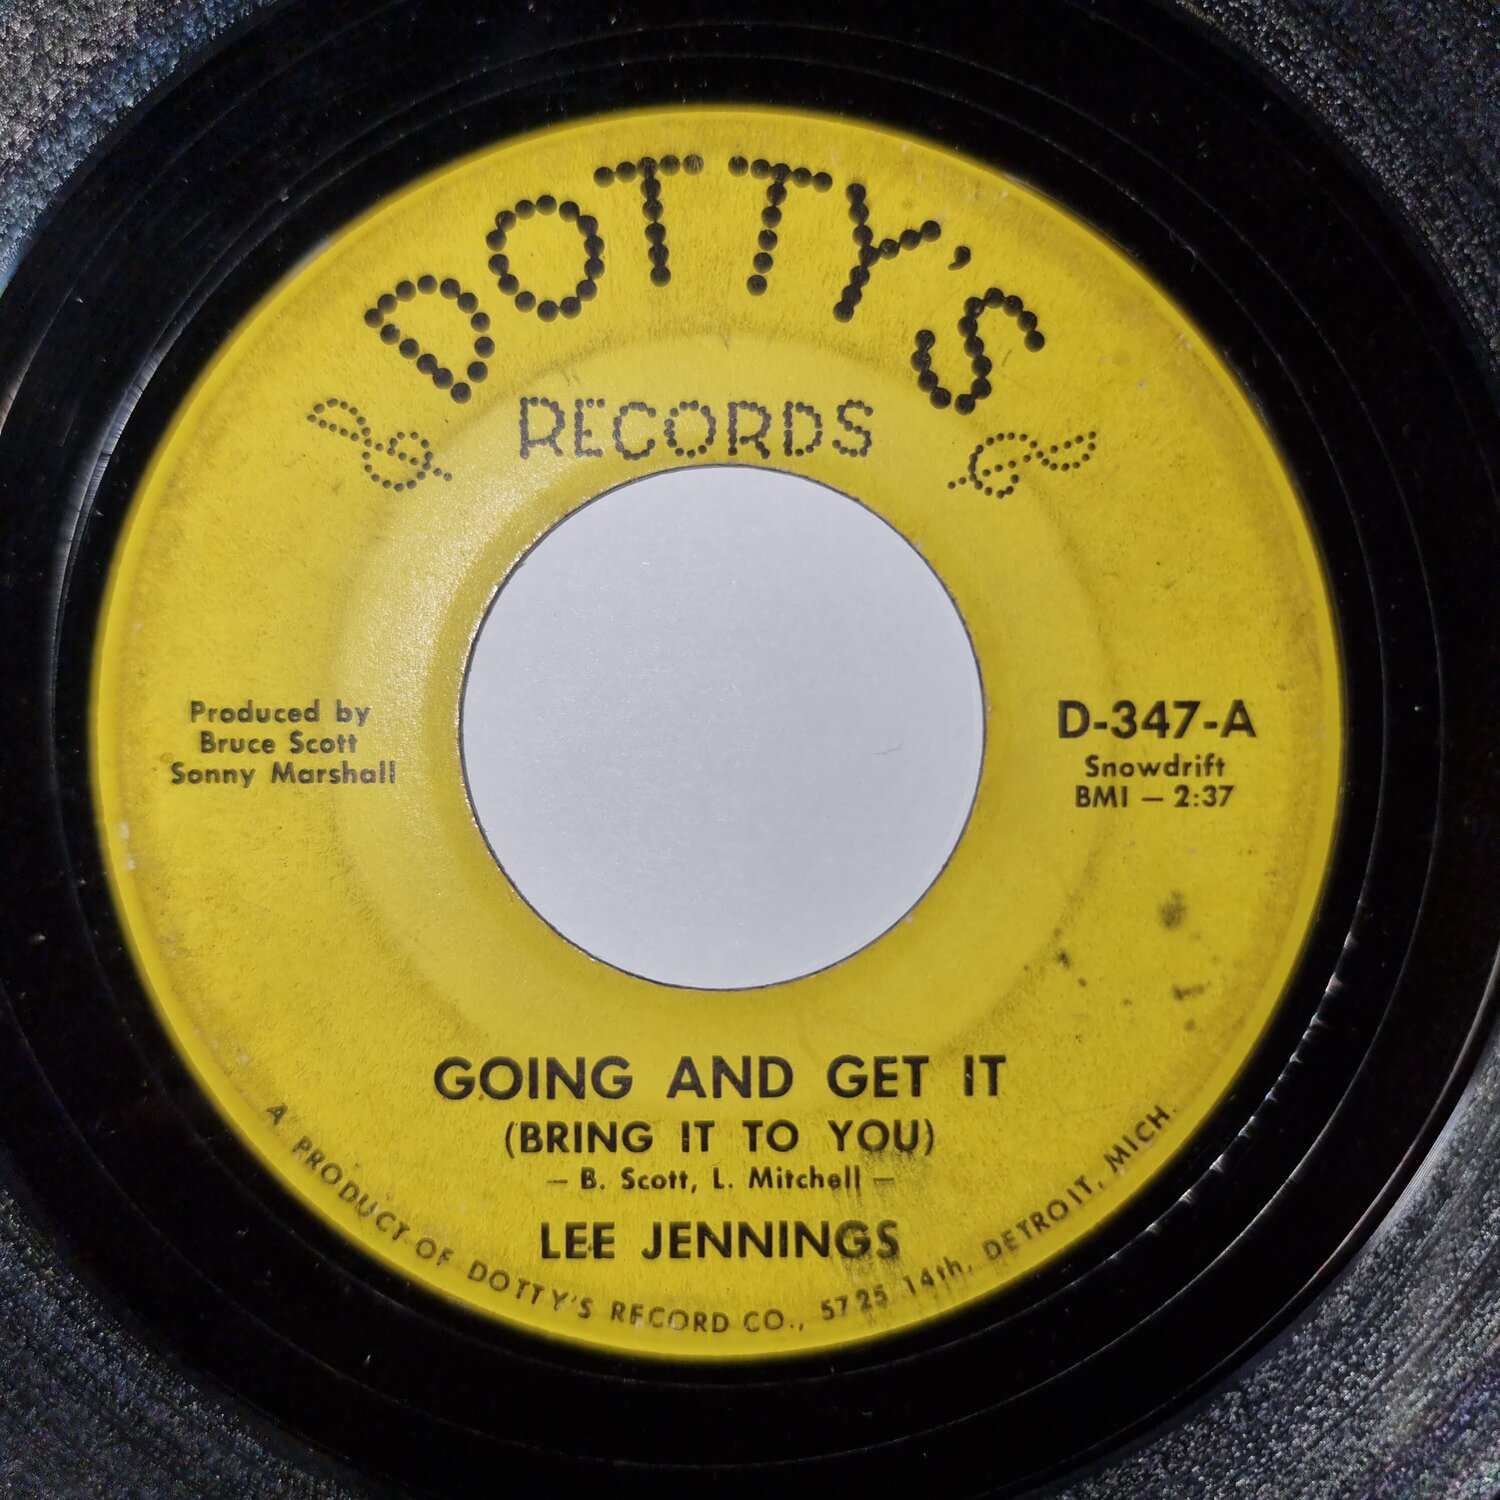 DOTTY'S
RECORDS
Produced by
Bruce Scott
Sonny Marshall
D-347-A
Snowdrift
BMI — 2:37
GOING AND GET IT
(BRING IT TO YOU)
— B. Scott, L. Mitchell —
LEE JENNINGS
A PRODUCT OF DOTTY'S RECORD CO., 5725 14th, DETROIT, MICH.